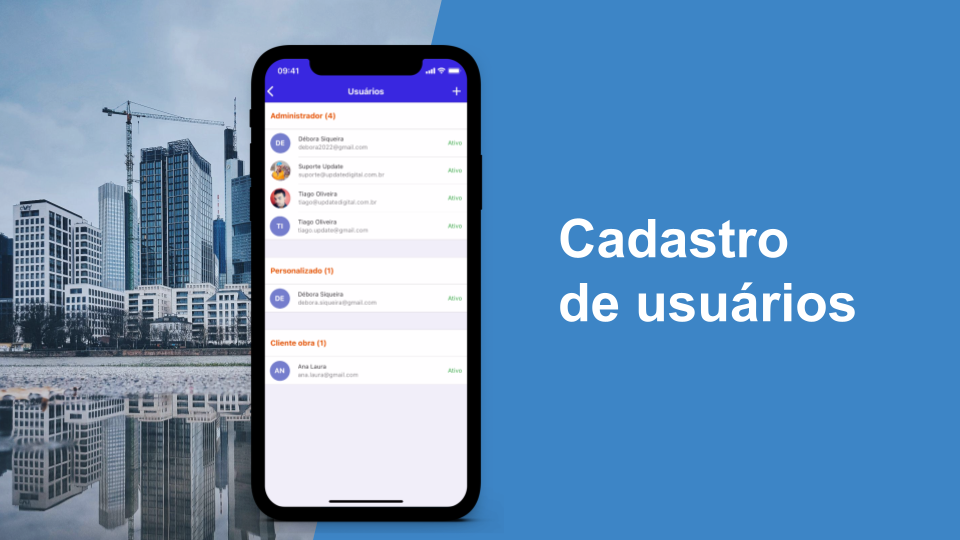 09:41
Usuários
Administrador (4)
DE
Débora Siqueira
debora2022@gmail.com
Ativo
Suporte Update
suporte@updatedigital.com.br
Ativo
Tiago Oliveira
tiago@updatedigital.com.br
Ativo
TI
Tiago Oliveira
tiago.update@gmail.com
Ativo
Personalizado (1)
DE
Débora Siqueira
debora.siqueira@gmail.com
Ativo
Cliente obra (1)
AN
Ana Laura
ana.laura@gmail.com
Ativo
Cadastro
de usuários